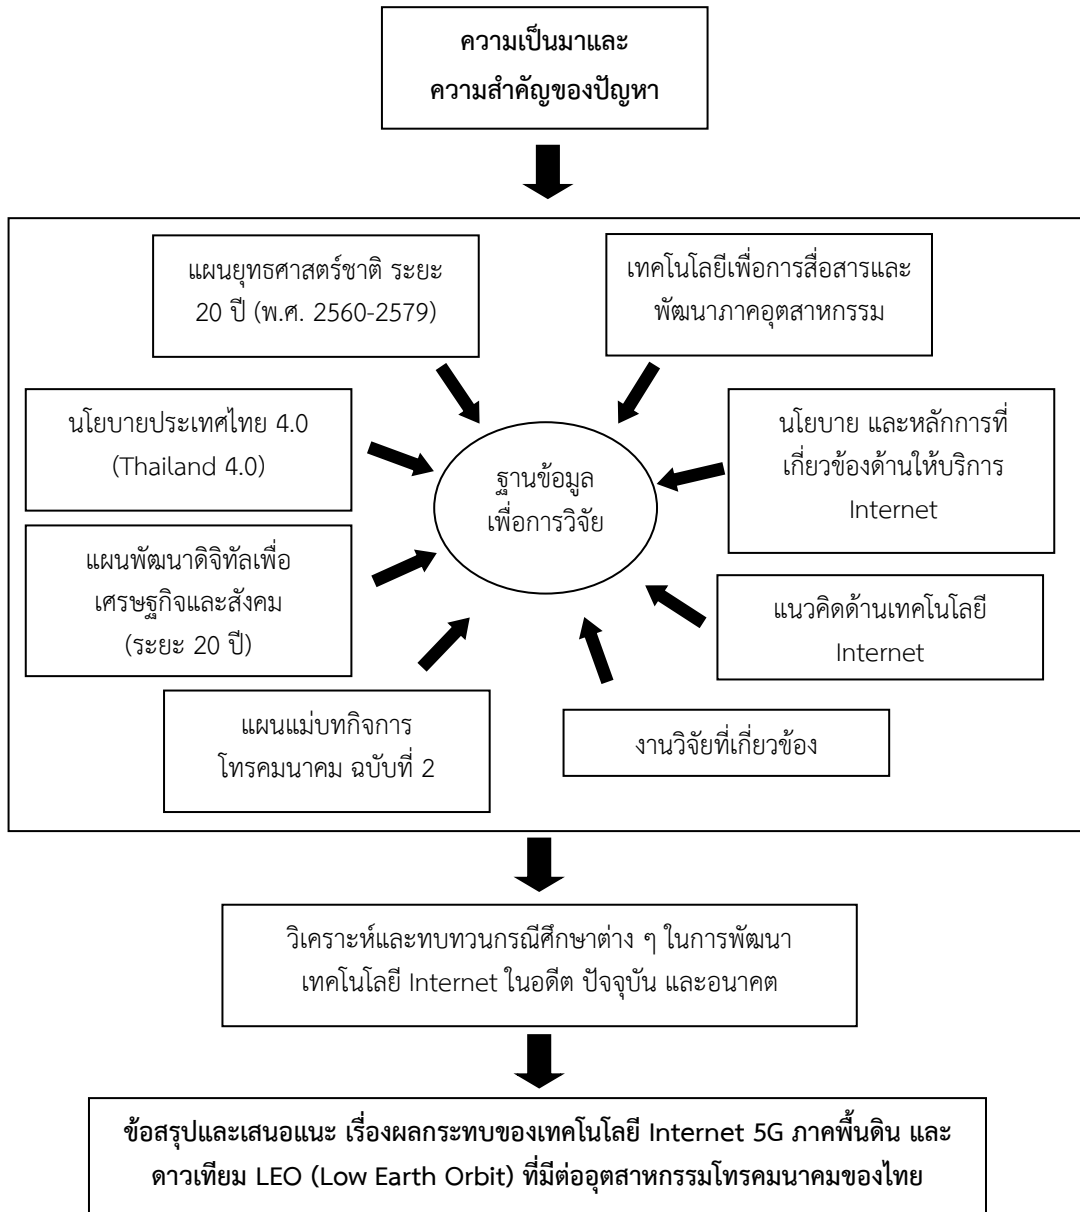 ความเป็นมาและ
ความสำคัญของปัญหา
แผนยุทธศาสตร์ชาติ ระยะ
20 ปี (พ.ศ. 2560-2579)
เทคโนโลยีเพื่อการสื่อสารและ
พัฒนาภาคอุตสาหกรรม
นโยบายประเทศไทย 4.0
(Thailand 4.0)
ฐานข้อมูล
เพื่อการวิจัย
นโยบาย และหลักการที่
เกี่ยวข้องด้านให้บริการ
Internet
แผนพัฒนาดิจิทัลเพื่อ
เศรษฐกิจและสังคม
(ระยะ 20 ปี)
แนวคิดด้านเทคโนโลยี
Internet
แผนแม่บทกิจการ
โทรคมนาคม ฉบับที่ 2
งานวิจัยที่เกี่ยวข้อง
วิเคราะห์และทบทวนกรณีศึกษาต่าง ๆ ในการพัฒนา
เทคโนโลยี Internet ในอดีต ปัจจุบัน และอนาคต
ข้อสรุปและเสนอแนะ เรื่องผลกระทบของเทคโนโลยี Internet 5G ภาคพื้นดิน และ
ดาวเทียม LEO (Low Earth Orbit) ที่มีต่ออุตสาหกรรมโทรคมนาคมของไทย